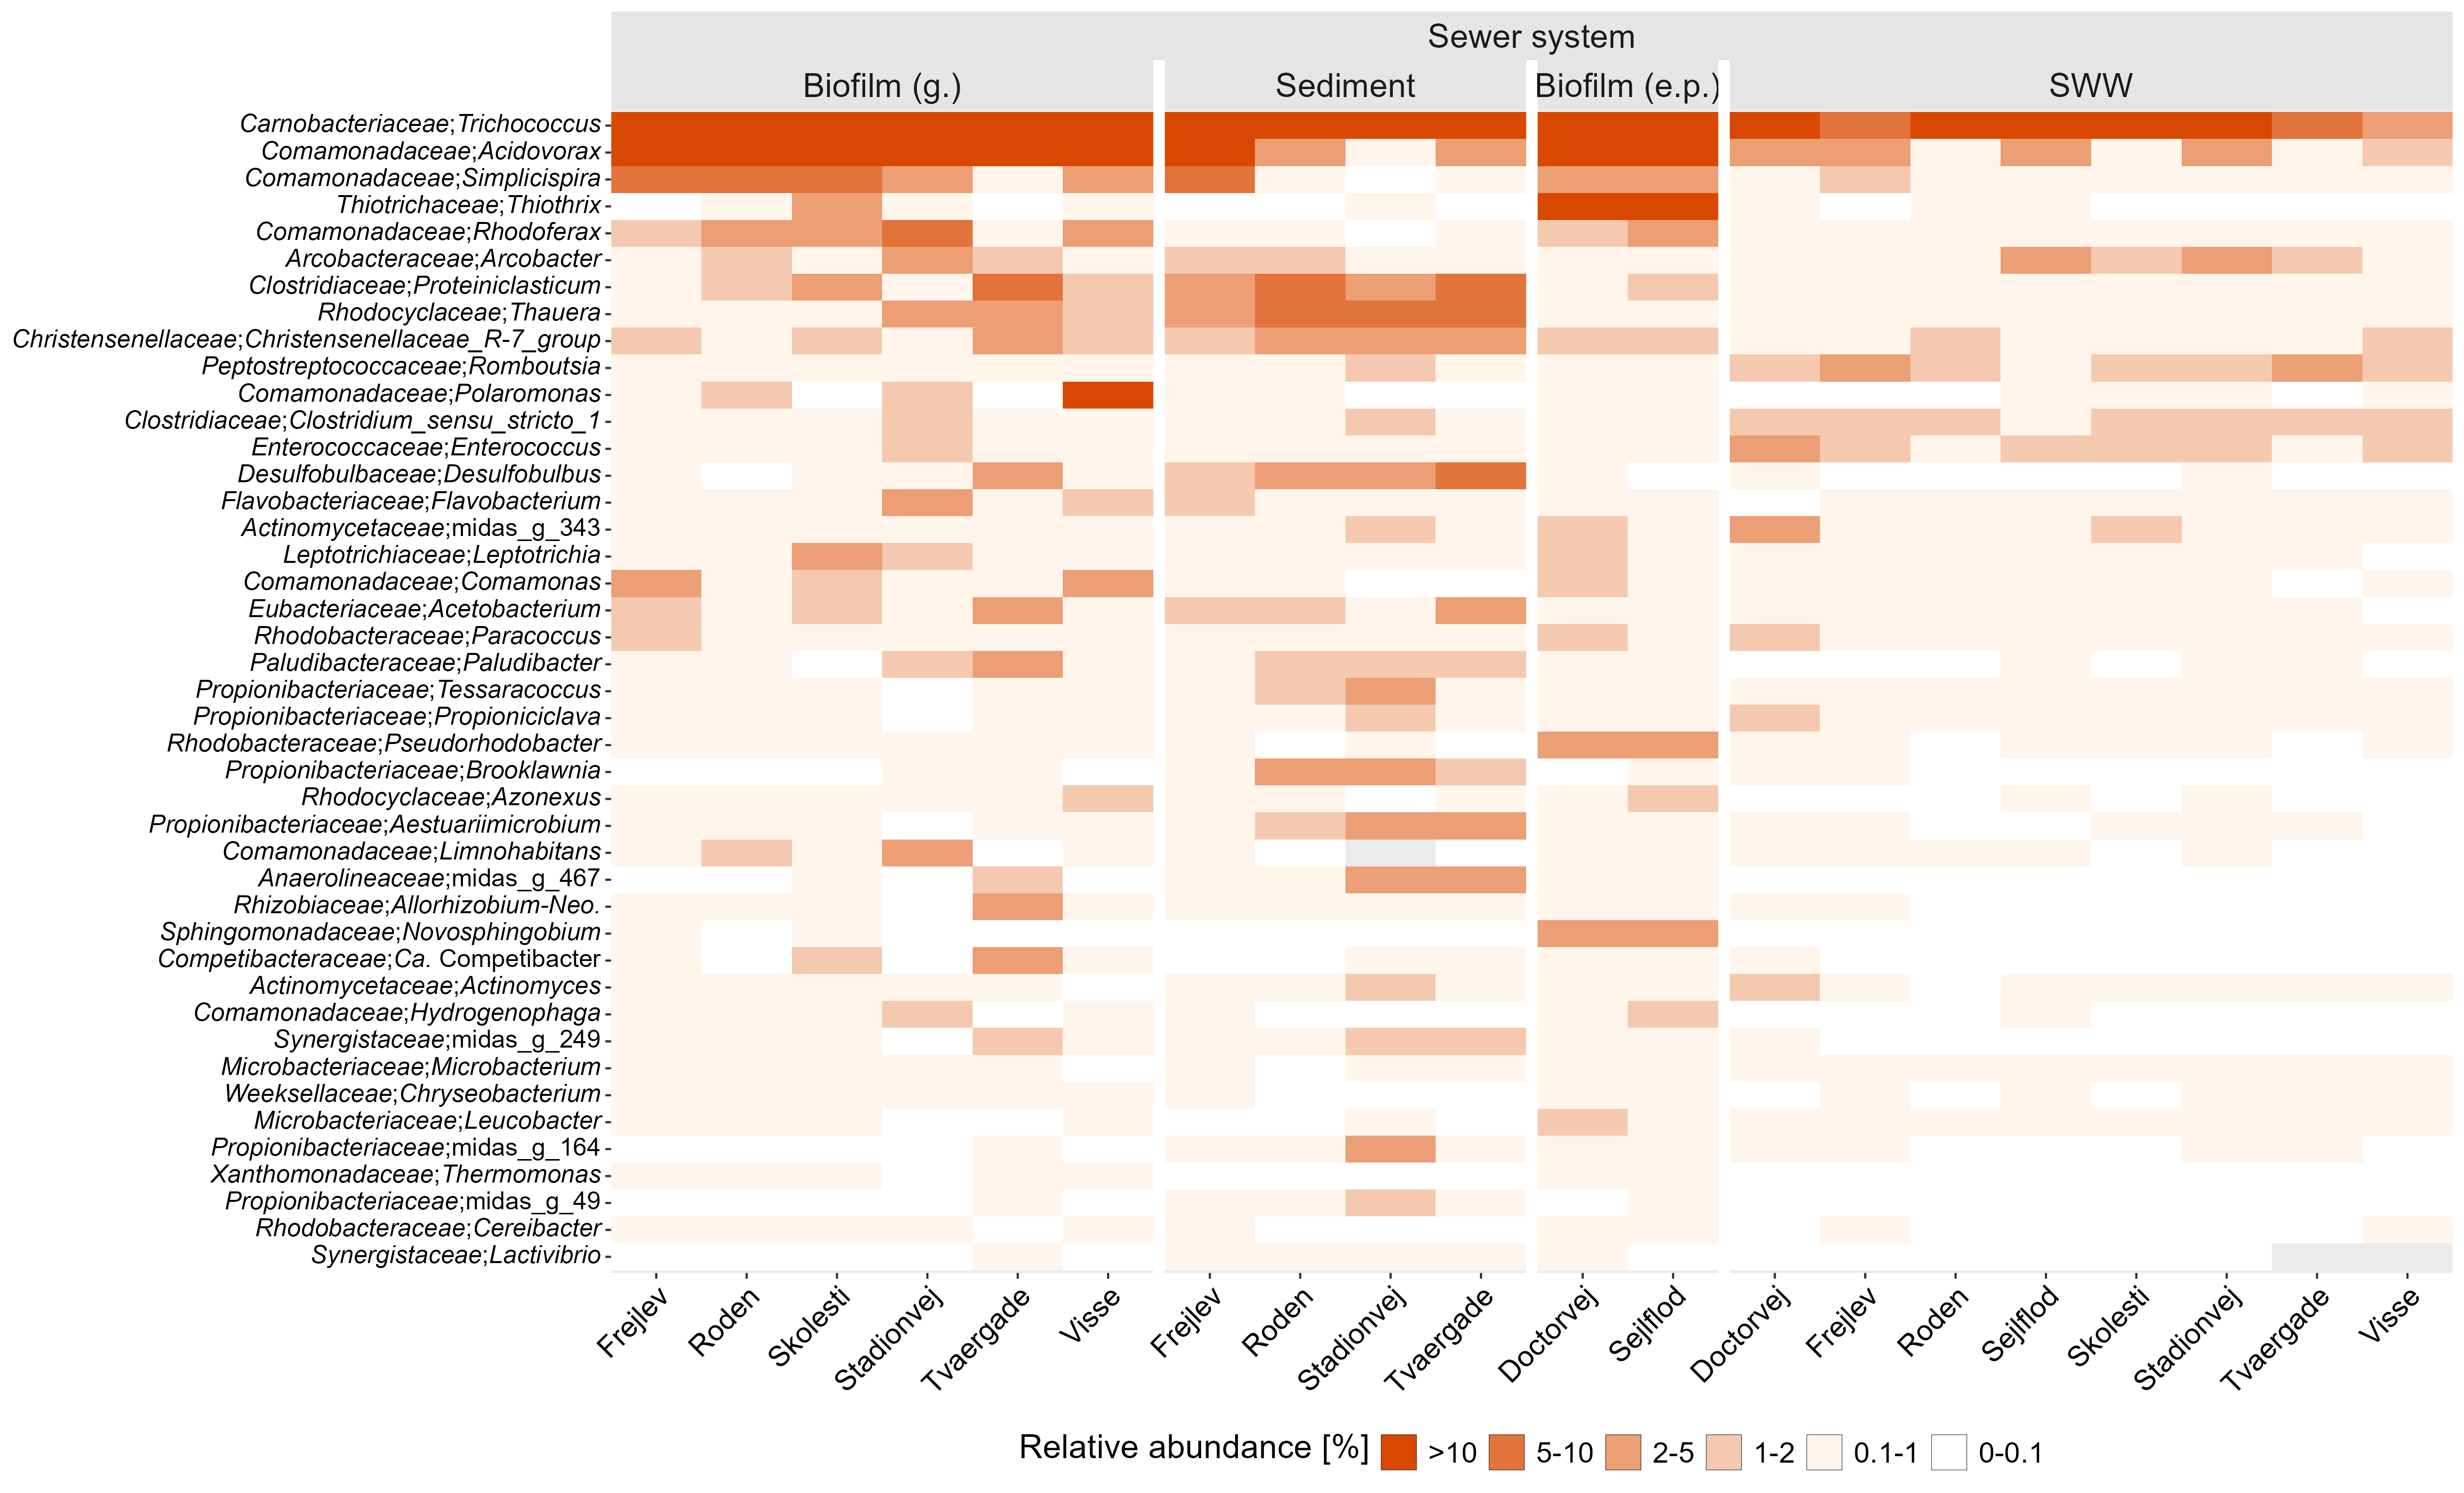 Sewer system
Biofilm (g.) Sediment Biofilm (e.p.) SWW
Carnobacteriaceae;Trichococcus
Comamonadaceae;Acidovorax
Comamonadaceae;Simplicispira
Thiotrichaceae;Thiothrix
Comamonadaceae;Rhodoferax
Arcobacteraceae;Arcobacter
Clostridiaceae;Proteiniclasticum
Rhodocyclaceae;Thauera
Christensenellaceae;Christensenellaceae_R-7_group
Peptostreptococcaceae;Romboutsia
Comamonadaceae;Polaromonas
Clostridiaceae;Clostridium_sensu_stricto_1
Enterococcaceae;Enterococcus
Desulfobulbaceae;Desulfobulbus
Flavobacteriaceae;Flavobacterium
Actinomycetaceae;midas_g_343
Leptotrichiaceae;Leptotrichia
Comamonadaceae;Comamonas
Eubacteriaceae;Acetobacterium
Rhodobacteraceae;Paracoccus
Paludibacteraceae;Paludibacter
Propionibacteriaceae;Tessaracoccus
Propionibacteriaceae;Propioniciclava
Rhodobacteraceae;Pseudorhodobacter
Propionibacteriaceae;Brooklawnia
Rhodocyclaceae;Azonexus
Propionibacteriaceae;Aestuariimicrobium
Comamonadaceae;Limnohabitans
Anaerolineaceae;midas_g_467
Rhizobiaceae;Allorhizobium-Neo.
Sphingomonadaceae;Novosphingobium
Competibacteraceae;Ca. Competibacter
Actinomycetaceae;Actinomyces
Comamonadaceae;Hydrogenophaga
Synergistaceae;midas_g_249
Microbacteriaceae;Microbacterium
Weeksellaceae;Chryseobacterium
Microbacteriaceae;Leucobacter
Propionibacteriaceae;midas_g_164
Xanthomonadaceae;Thermomonas
Propionibacteriaceae;midas_g_49
Rhodobacteraceae;Cereibacter
Synergistaceae;Lactivibrio
Frejlev Roden Skolesti Stadionvej Tvaergade Visse Frejlev Roden Stadionvej Tvaergade Doctorvej Sejlflod Doctorvej Frejlev Roden Sejlflod Skolesti Stadionvej Tvaergade Visse
Relative abundance [%] >10 5-10 2-5 1-2 0.1-1 0-0.1